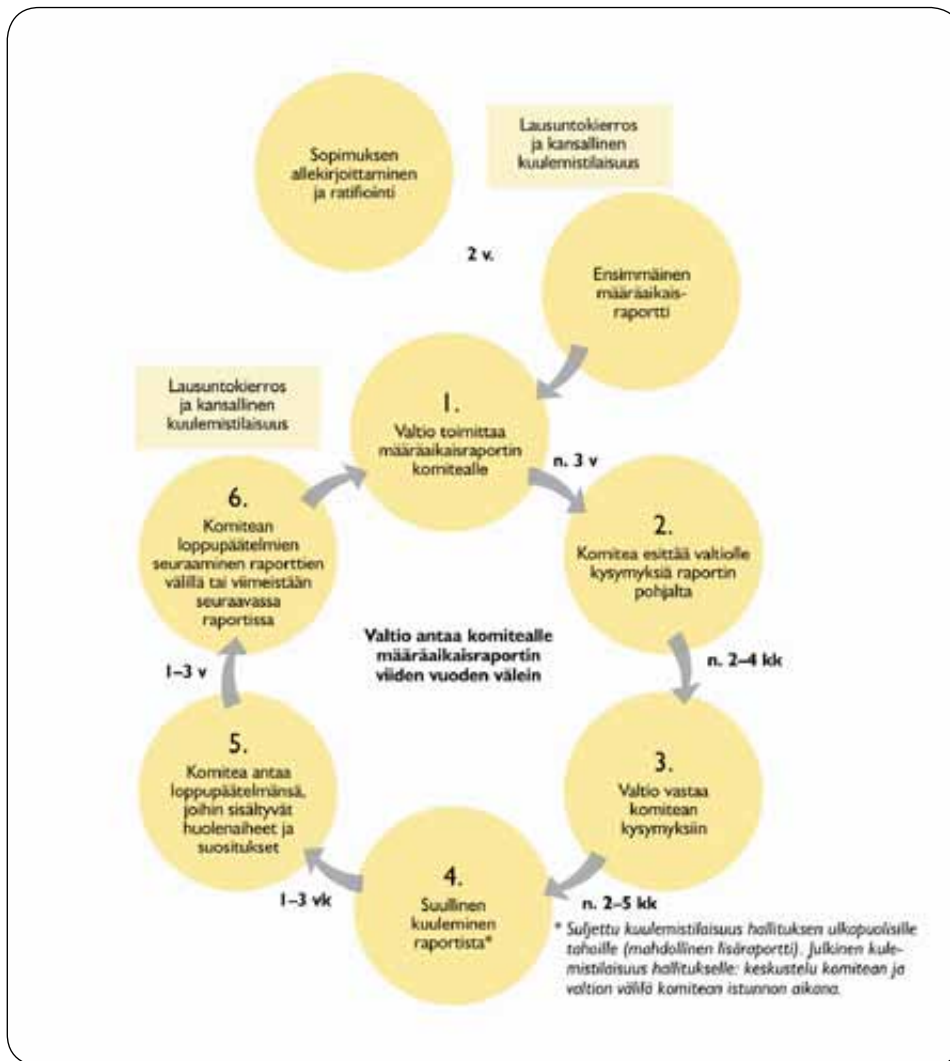 Sopimuksen
allekirjoittaminen
ja ratifiointi
Lausuntokierros
ja kansallinen
kuulemistilaisuus
2 v.
Ensimmäinen
määräaikais-
raportti
Lausuntokierros
ja kansallinen
kuulemistilaisuus
1.
Valtio toimittaa
määräaikaisraportin
komitealle
n. 3 v
2.
Komitea esittää valtiolle
kysymyksiä raportin
pohjalta
n. 2–4 kk
3.
Valtio vastaa
komitean
kysymyksiin
n. 2–5 kk
4.
Suullinen
kuuleminen
raportista*
1–3 vk
5.
Komitea antaa
loppupäätelmänsä,
joihin sisältyvät
huolenaiheet ja
suositukset
1–3 v
6.
Komitean
loppupäätelmien
seuraaminen raporttien
välillä tai viimeistään
seuraavassa
raportissa
Valtio antaa komitealle
määräaikaisraportin
viiden vuoden välein
* Suljettu kuulemistilaisuus hallituksen ulkopuolisille
tahoille (mahdollinen lisäraportti). Julkinen kule-
mistilaisuus hallitukselle: keskustelu komitean ja
valtion välillä komitean istunnon aikana.